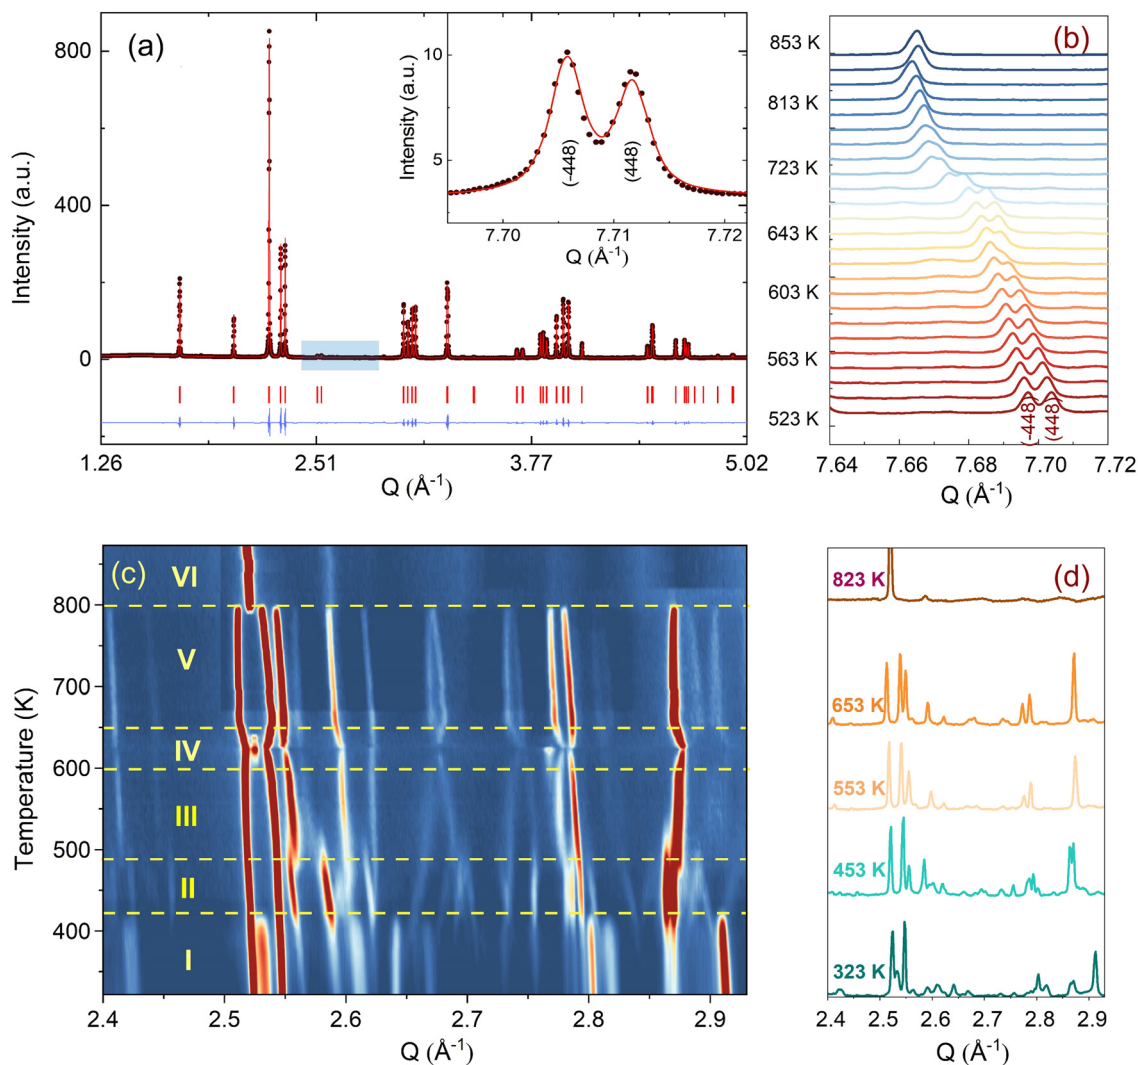 (a)
800
400
0
Intensity (a.u.)
1.26
2.51
3.77
5.02
Q (Å⁻¹)
10
5
Intensity (a.u.)
(-448)
(448)
7.70
7.71
7.72
Q (Å⁻¹)
(b)
853 K
813 K
723 K
643 K
603 K
563 K
523 K
(-448)
(448)
7.64
7.66
7.68
7.70
7.72
Q (Å⁻¹)
(c)
VI
V
IV
III
II
I
800
700
600
500
400
Temperature (K)
2.4
2.5
2.6
2.7
2.8
2.9
Q (Å⁻¹)
(d)
823 K
653 K
553 K
453 K
323 K
2.4
2.5
2.6
2.7
2.8
2.9
Q (Å⁻¹)